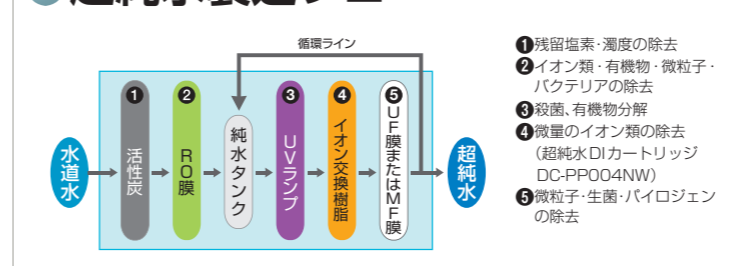 循環ライン
水道水
❶
活性炭
❷
RO膜
純水タンク
❸
UVランプ
❹
イオン交換樹脂
❺
UF膜またはMF膜
超純水
❶残留塩素・濁度の除去
❷イオン類・有機物・微粒子・
バクテリアの除去
❸殺菌、有機物分解
❹微量のイオン類の除去
(超純水DIカートリッジ
DC-PP004NW)
❺微粒子・生菌・パイロジェン
の除去